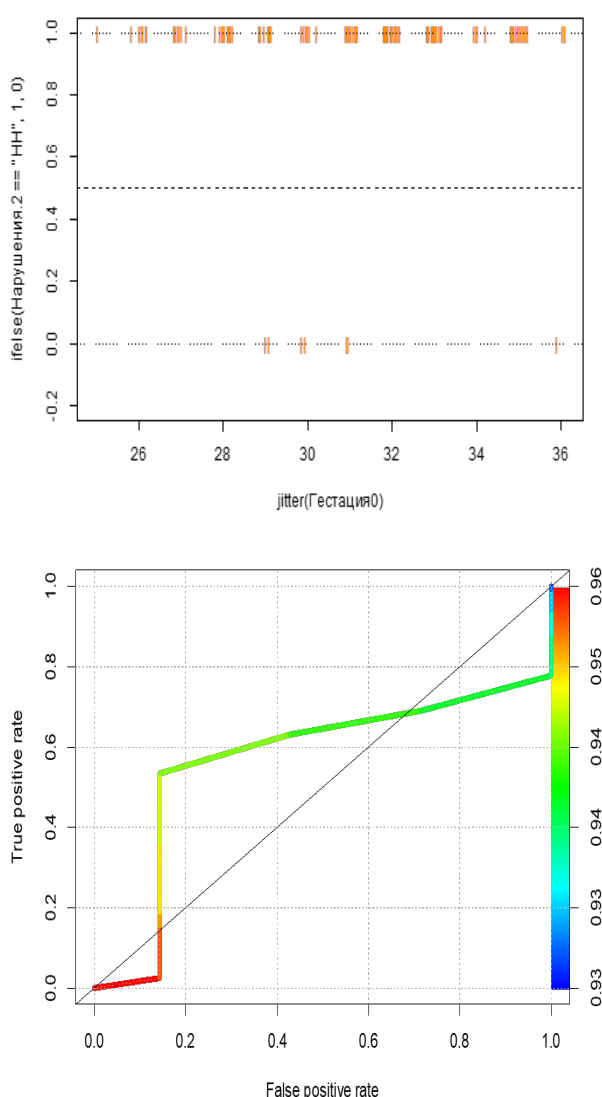 ifelse(Нарушения.2 == "НН", 1, 0)
1.0
0.8
0.6
0.4
0.2
0.0
-0.2
26 28 30 32 34 36
jitter(Гестация0)
True positive rate
1.0 0.96
0.8 0.95
0.6 0.94
0.4 0.94
0.2 0.93
0.0 0.93
0.0 0.2 0.4 0.6 0.8 1.0
False positive rate